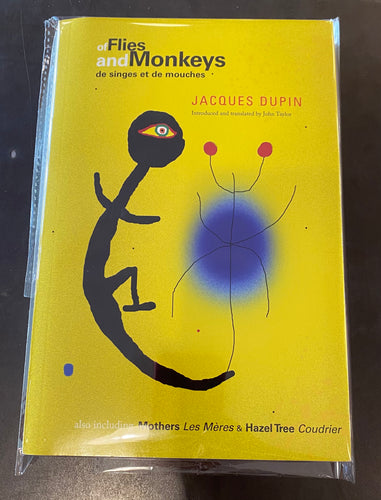 of Flies
and Monkeys
de singes et de mouches
JACQUES DUPIN
Introduced and translated by John Taylor
also including Mothers Les Mères & Hazel Tree Coudrier